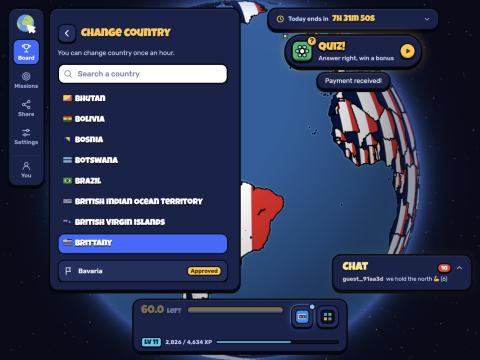 Board
Missions
Share
Settings
You
Change Country
You can change country once an hour.
Search a country
Bhutan
Bolivia
Bosnia
Botswana
Brazil
British Indian Ocean Territory
British Virgin Islands
Brittany
Bavaria
Approved
Today ends in 7h 31m 50s
?
Quiz!
Answer right, win a bonus
Payment received!
Chat
10
guest_91aa3d we hold the north 💪 (6)
60.0 left
LV 11
2,826 / 4,634 XP